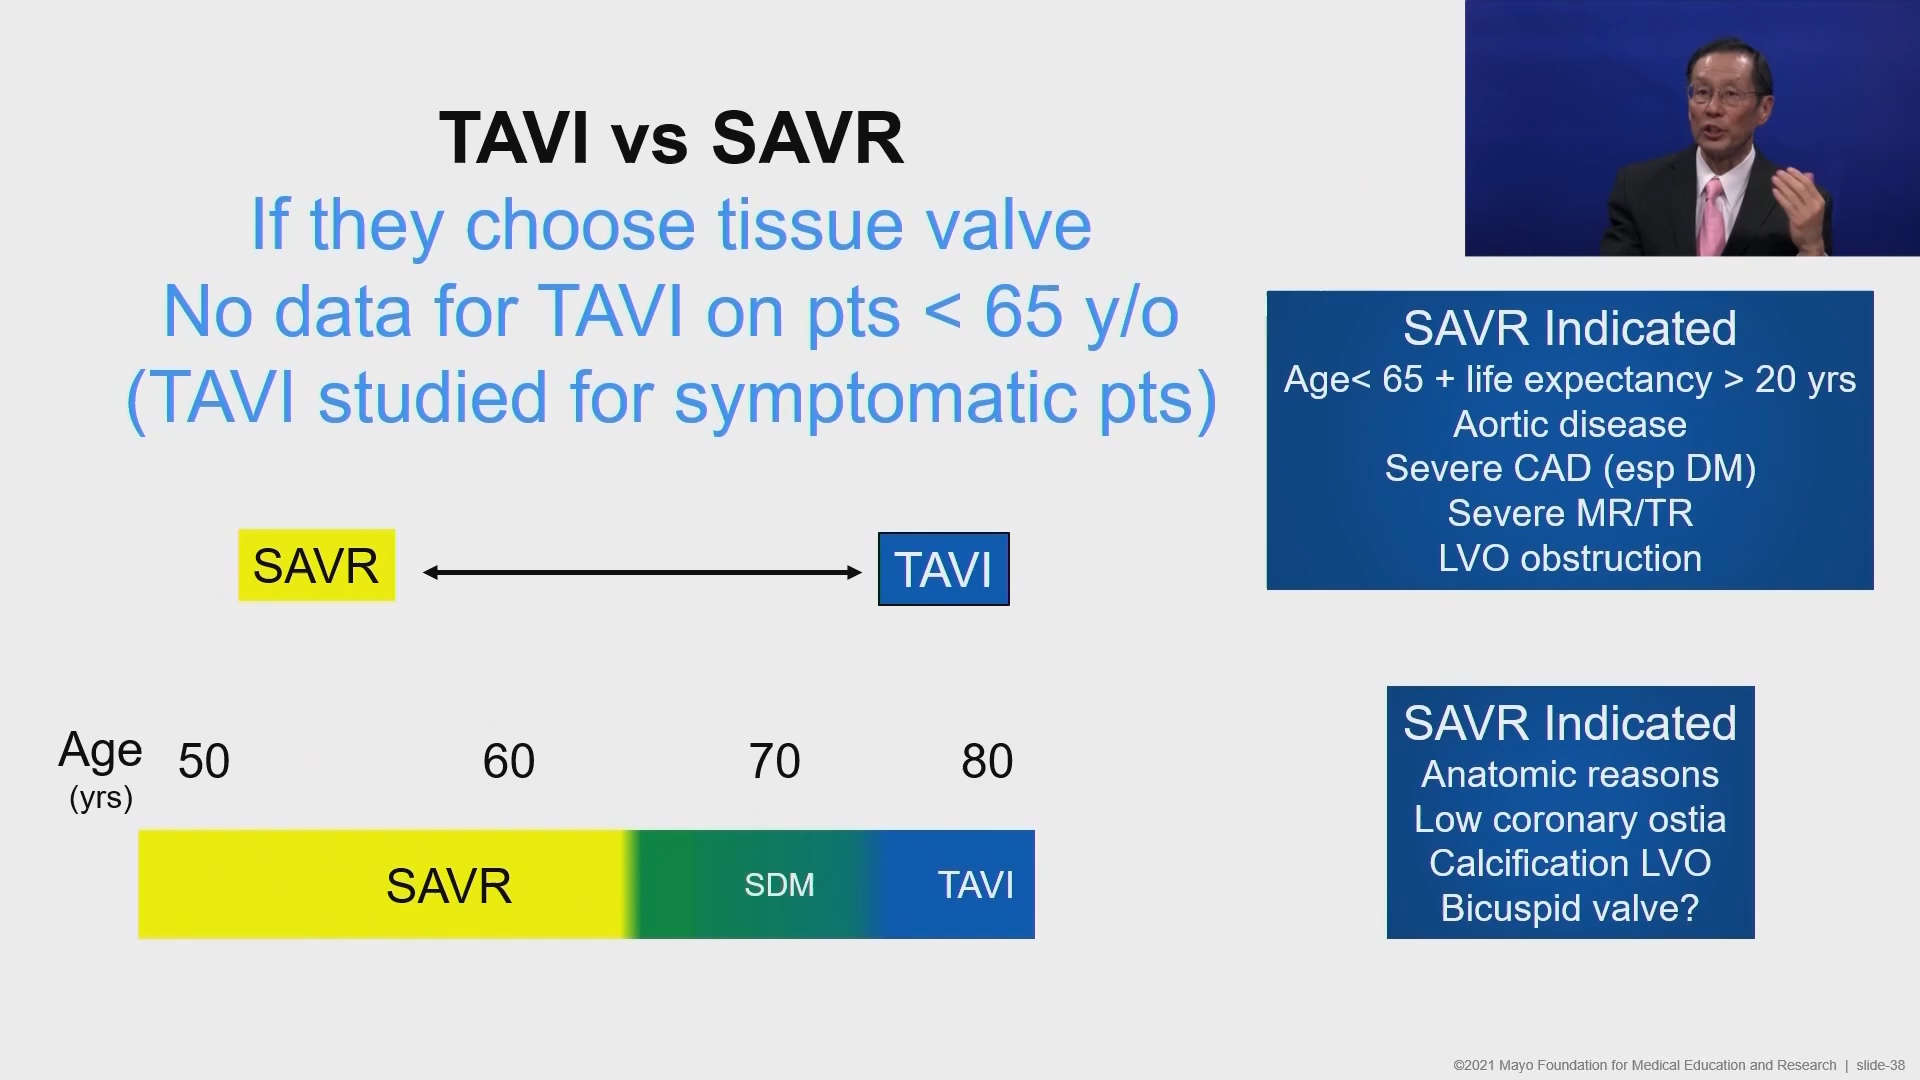 TAVI vs SAVR
If they choose tissue valve
No data for TAVI on pts < 65 y/o
(TAVI studied for symptomatic pts)
SAVR Indicated
Age< 65 + life expectancy > 20 yrs
Aortic disease
Severe CAD (esp DM)
Severe MR/TR
LVO obstruction
SAVR
TAVI
Age 50 60 70 80
(yrs)
SAVR SDM TAVI
SAVR Indicated
Anatomic reasons
Low coronary ostia
Calcification LVO
Bicuspid valve?
©2021 Mayo Foundation for Medical Education and Research | slide-38